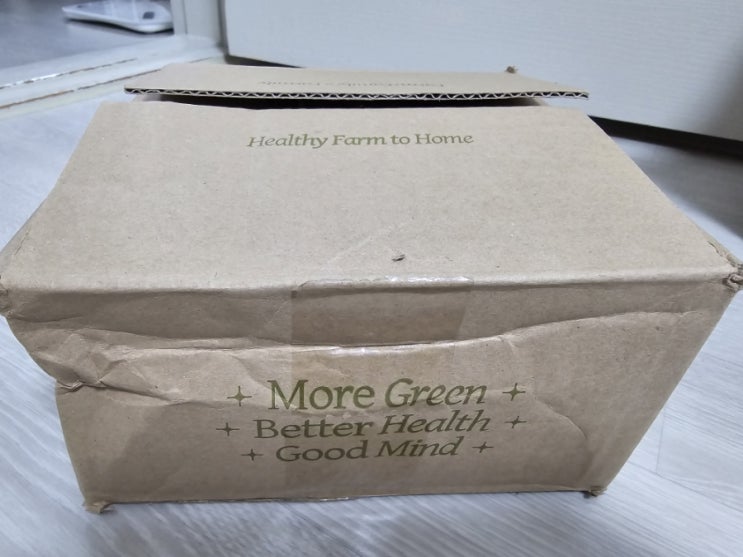 Healthy Farm to Home
✦ More Green ✦
✦ Better Health ✦
✦ Good Mind ✦